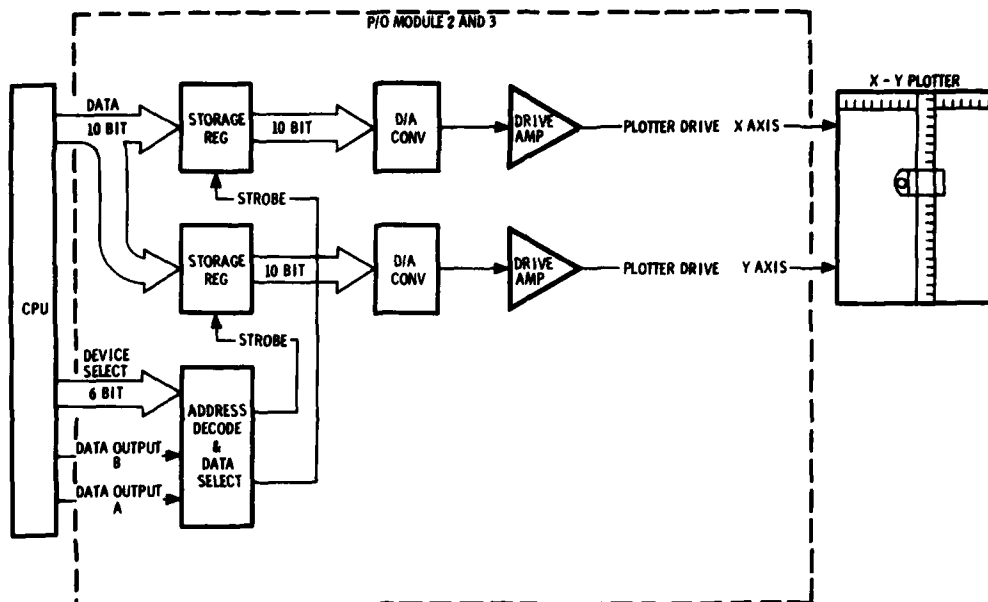 P/O MODULE 2 AND 3
X - Y PLOTTER
CPU
DATA
10 BIT
STORAGE
REG
10 BIT
D/A
CONV
DRIVE
AMP
PLOTTER DRIVE X AXIS
STROBE
STORAGE
REG
10 BIT
D/A
CONV
DRIVE
AMP
PLOTTER DRIVE Y AXIS
STROBE
DEVICE
SELECT
6 BIT
ADDRESS
DECODE
&
DATA
SELECT
DATA OUTPUT
B
DATA OUTPUT
A